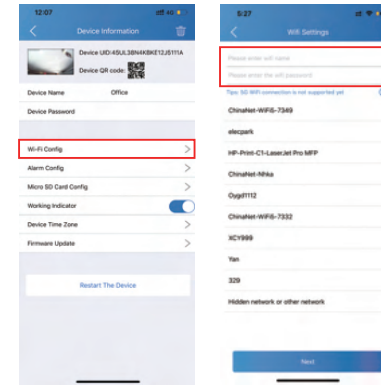 12:07
4G
Device Information
Device UID:45UL38N4KBKE12JS111A
Device QR code:
Device Name Office
Device Password
Wi-Fi Config
Alarm Config
Micro SD Card Config
Working Indicator
Device Time Zone
Firmware Update
Restart The Device
5:27
Wifi Settings
Please enter wifi name
Please enter the wifi password
Tips: 5G WiFi connection is not supported yet
ChinaNet-WiFi5-7349
elecpark
HP-Print-C1-LaserJet Pro MFP
ChinaNet-Nhka
Oygd1112
ChinaNet-WiFi5-7332
XCY999
Yan
329
Hidden network or other network
Next